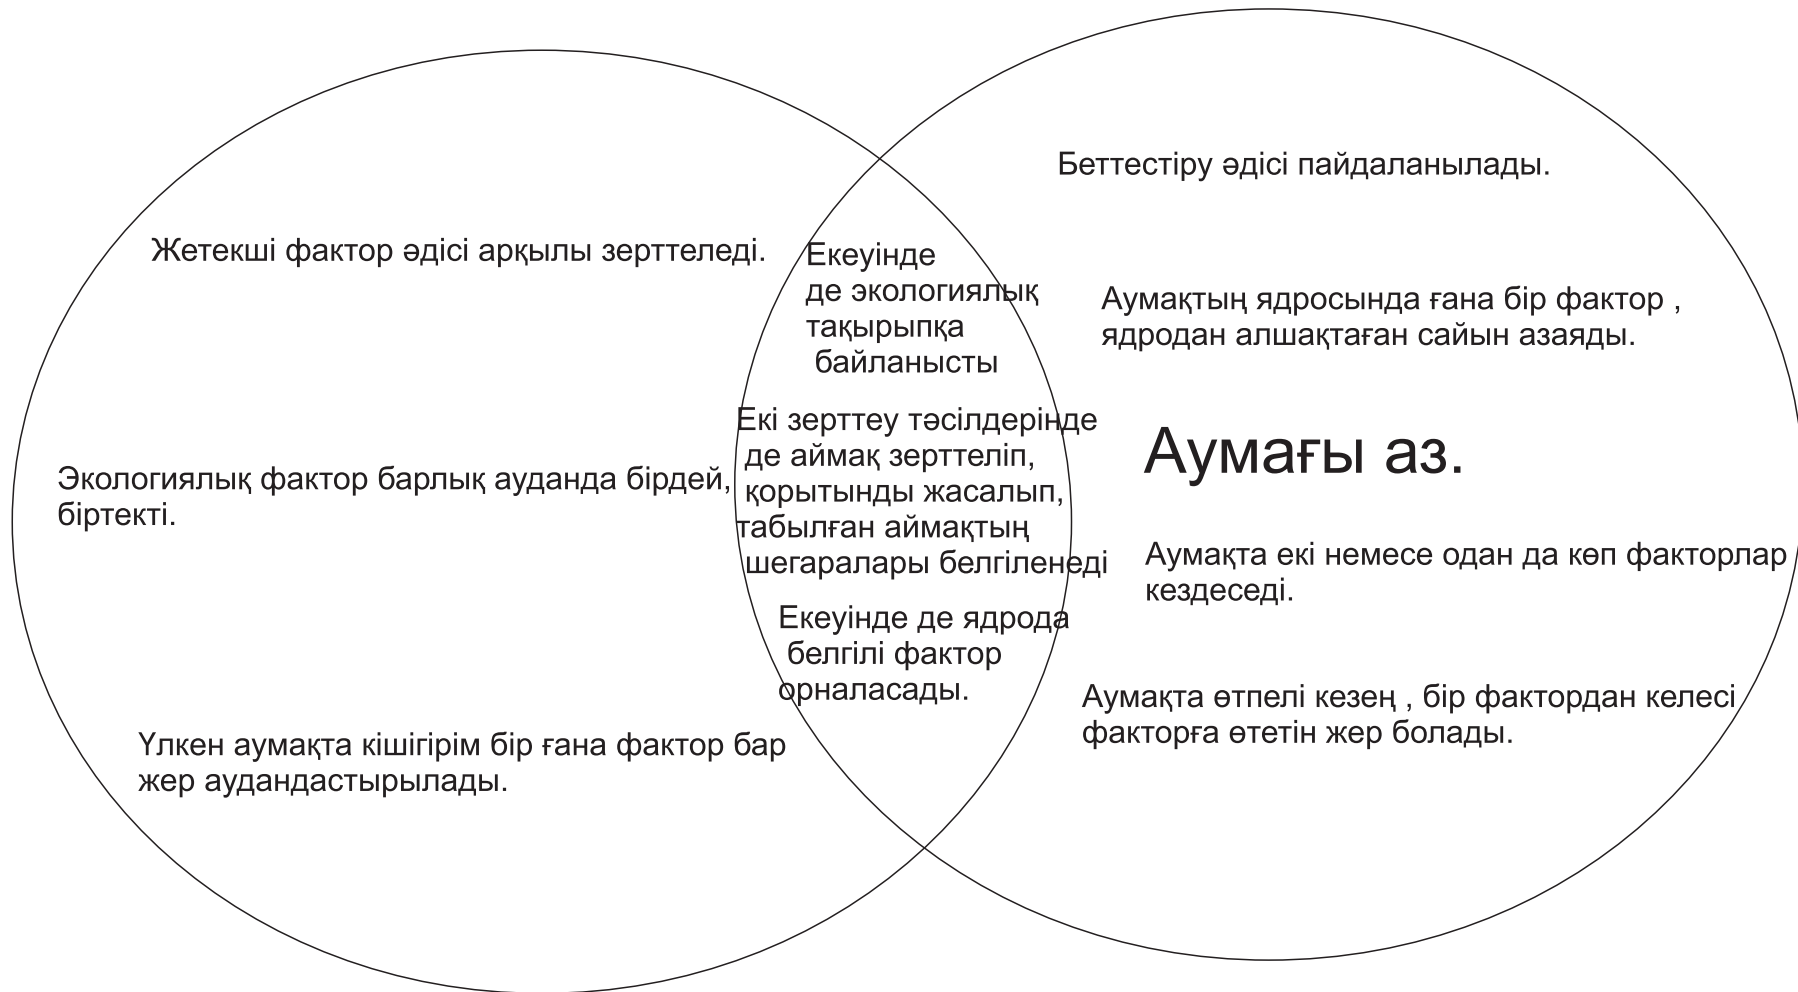 Жетекші фактор әдісі арқылы зерттеледі.
Экологиялық фактор барлық ауданда бірдей,
біртекті.
Үлкен аумақта кішігірім бір ғана фактор бар
жер аудандастырылады.
Екеуінде
де экологиялық
тақырыпқа
байланысты
Екі зерттеу тәсілдерінде
де аймақ зерттеліп,
қорытынды жасалып,
табылған аймақтың
шегаралары белгіленеді
Екеуінде де ядрода
белгілі фактор
орналасады.
Беттестіру әдісі пайдаланылады.
Аумақтың ядросында ғана бір фактор ,
ядродан алшақтаған сайын азаяды.
Аумағы аз.
Аумақта екі немесе одан да көп факторлар
кездеседі.
Аумақта өтпелі кезең , бір фактордан келесі
факторға өтетін жер болады.